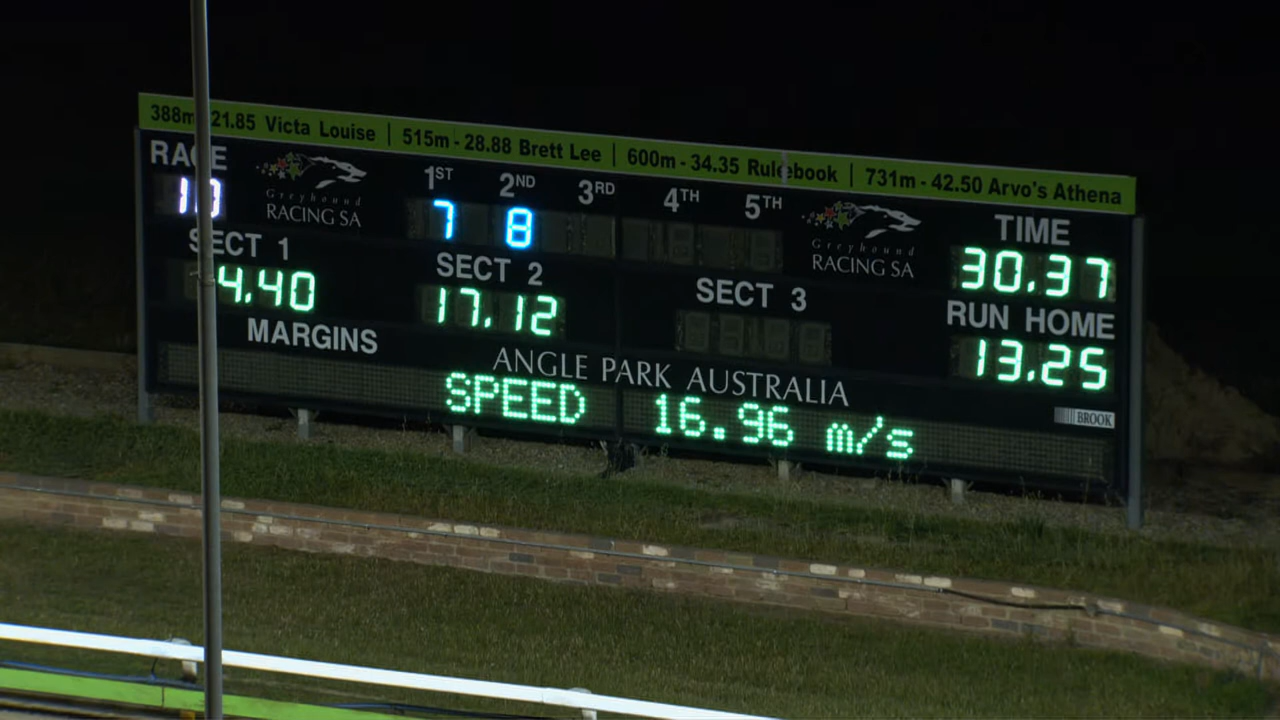 388m - 21.85 Victa Louise | 515m - 28.88 Brett Lee | 600m - 34.35 Rulebook | 731m - 42.50 Arvo's Athena
RACE
Greyhound
RACING SA
1ST 2ND 3RD 4TH 5TH
7 8
Greyhound
RACING SA
TIME
30.37
SECT 1
4.40
SECT 2
17.12
SECT 3
RUN HOME
13.25
MARGINS
ANGLE PARK AUSTRALIA
SPEED 16.96 m/s
BROOK